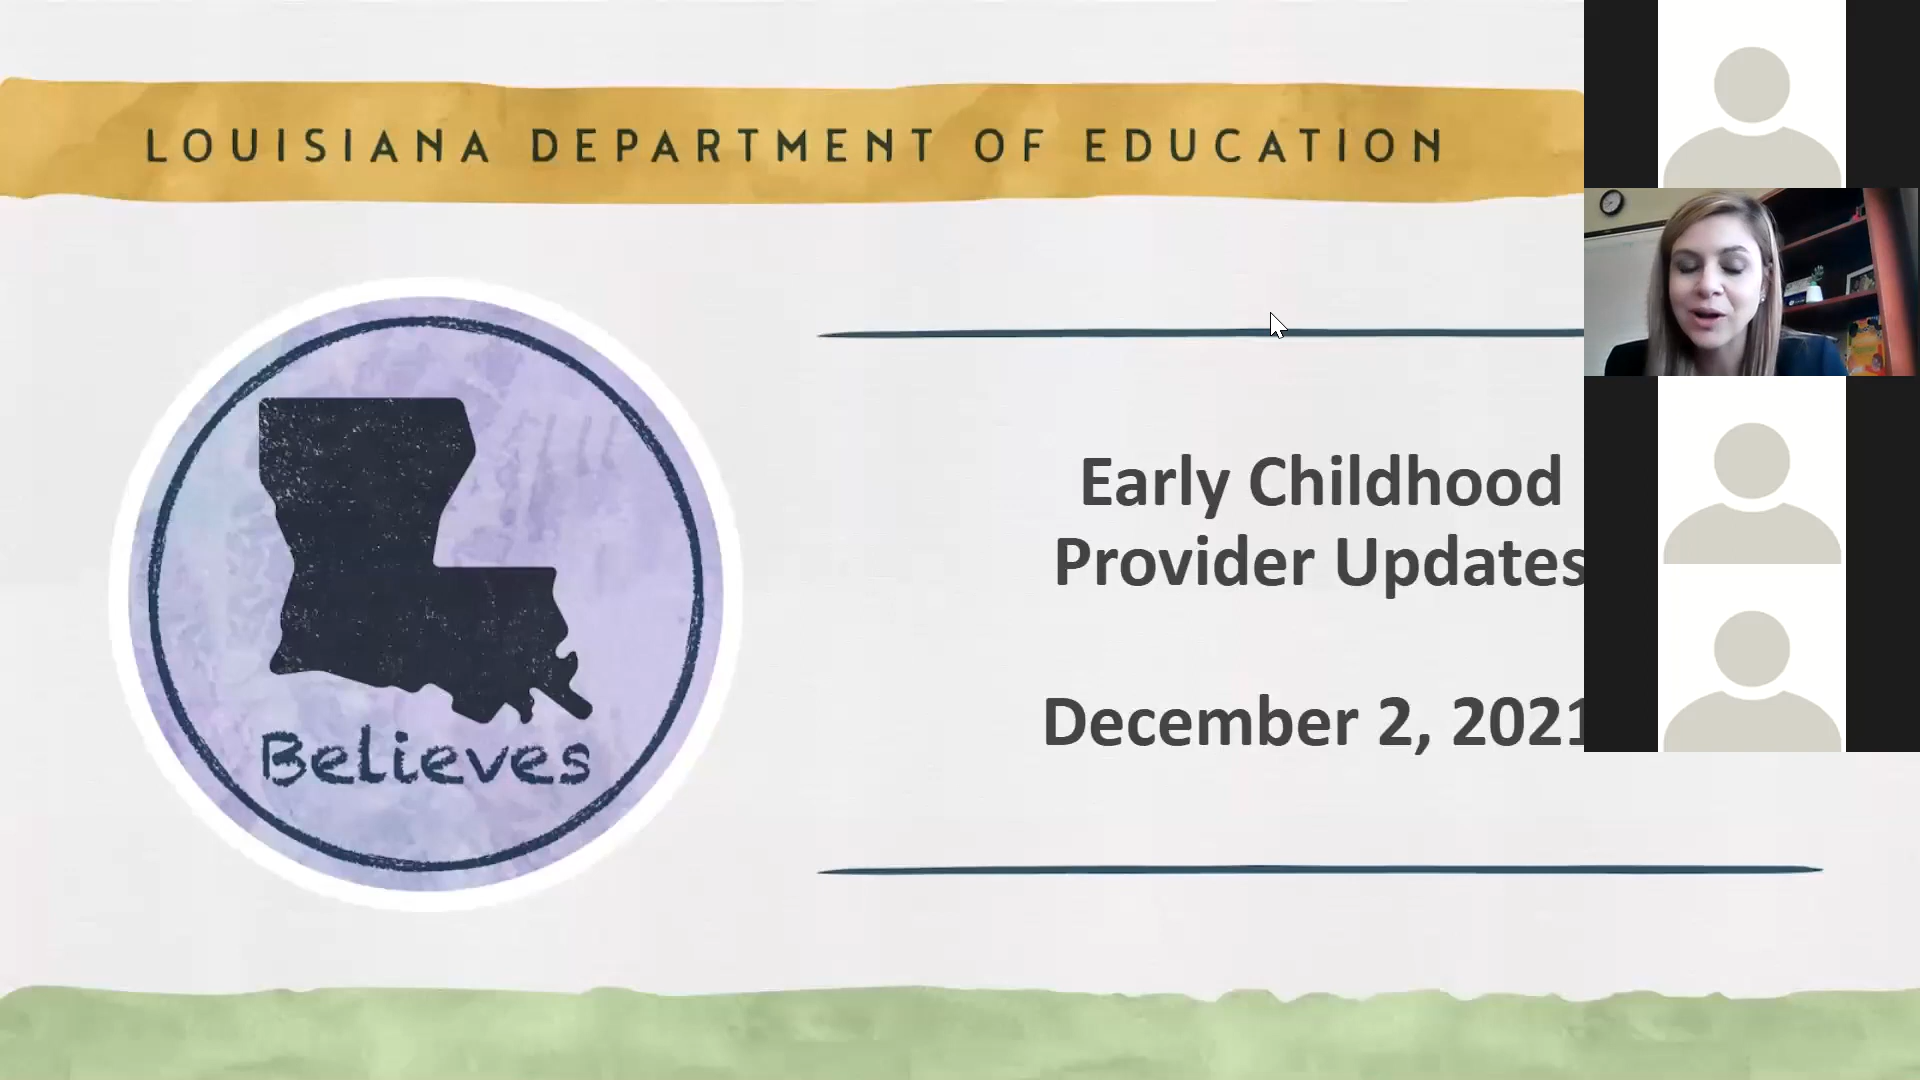 LOUISIANA DEPARTMENT OF EDUCATION
Believes
Early Childhood
Provider Updates
December 2, 2021